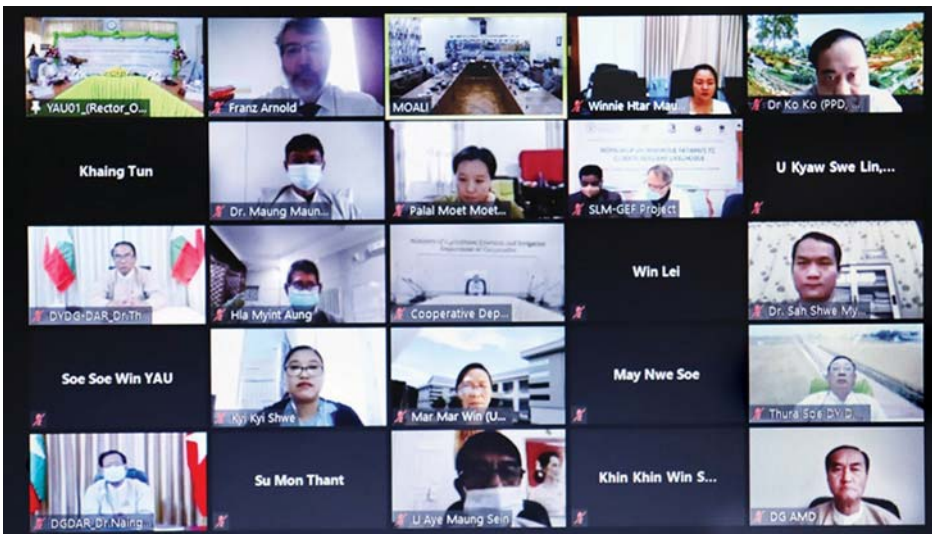 YAU01_(Rector_O...
Franz Arnold
MOALI
Winnie Htar Mau...
Dr Ko Ko (PPD, ...
Khaing Tun
Dr. Maung Maun...
Palal Moet Moet...
SLM-GEF Project
U Kyaw Swe Lin,...
DYDG-DAR_Dr.Th...
Hla Myint Aung
Cooperative Dep...
Win Lei
Dr. San Shwe My...
Soe Soe Win YAU
Kyi Kyi Shwe
Mar Mar Win (U...
May Nwe Soe
Thura Soe DY D...
DGDAR_Dr.Naing...
Su Mon Thant
U Aye Maung Sein
Khin Khin Win S...
DG AMD